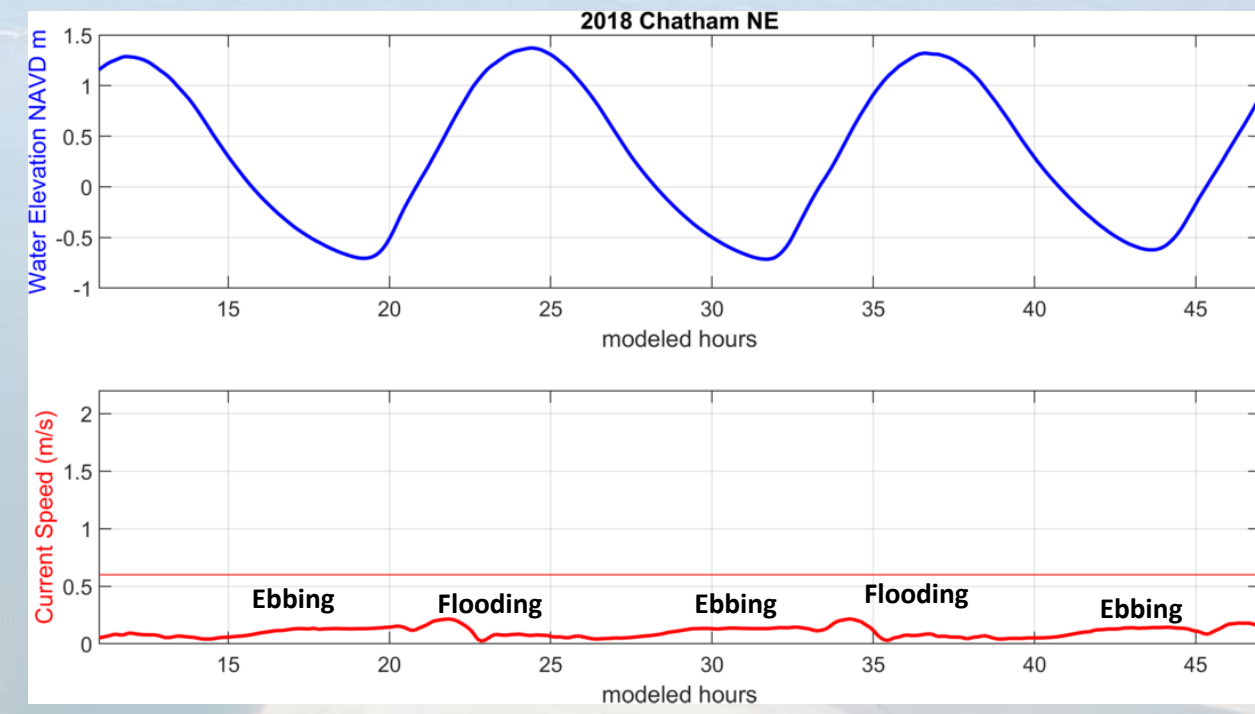 2018 Chatham NE
Water Elevation NAVD m
1.5
1
0.5
0
-0.5
-1
15 20 25 30 35 40 45
modeled hours
Current Speed (m/s)
2
1.5
1
0.5
0
Ebbing Flooding Ebbing Flooding Ebbing
15 20 25 30 35 40 45
modeled hours